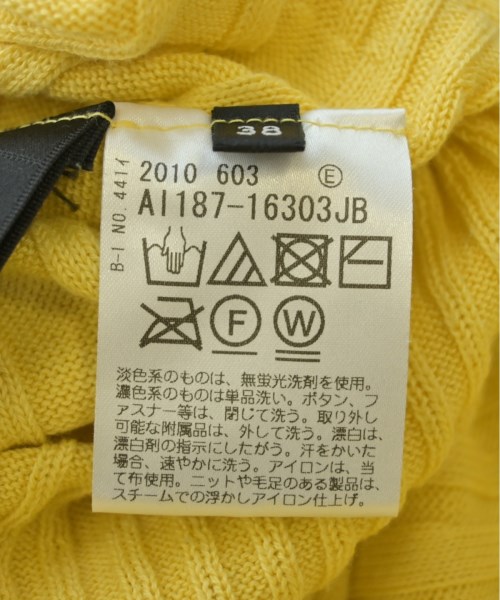 38
2010 603 Ⓔ
AI187-16303JB
B-1 NO.441イ
F W
淡色系のものは、無蛍光洗剤を使用。
濃色系のものは単品洗い。ボタン、フ
ァスナー等は、閉じて洗う。取り外し
可能な附属品は、外して洗う。漂白は、
漂白剤の指示にしたがう。汗をかいた
場合、速やかに洗う。アイロンは、当
て布使用。ニットや毛足のある製品は、
スチームでの浮かしアイロン仕上げ。